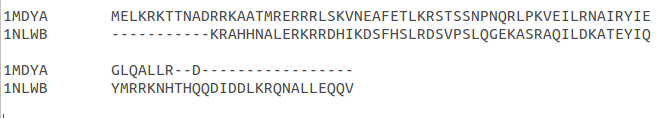 1MDYA MELKRKTTNADRRKAATMRERRRLSKVNEAFETLKRSTSSNPNQRLPKVEILRNAIRYIE
1NLWB -----------KRAHHNALERKRRDHIKDSFHSLRDSVPSLQGEKASRAQILDKATEYIQ
1MDYA GLQALLR--D-----------------
1NLWB YMRRKNHTHQQDIDDLKRQNALLEQQV